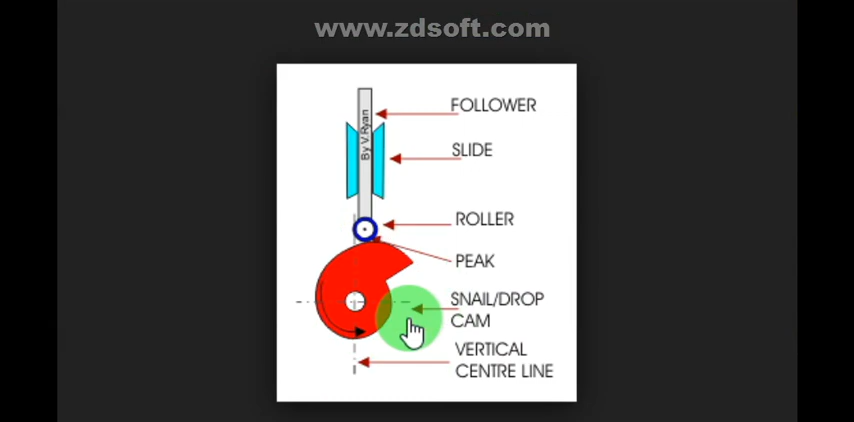 www.zdsoft.com
FOLLOWER
By V.Ryan
SLIDE
ROLLER
PEAK
SNAIL/DROP
CAM
VERTICAL
CENTRE LINE